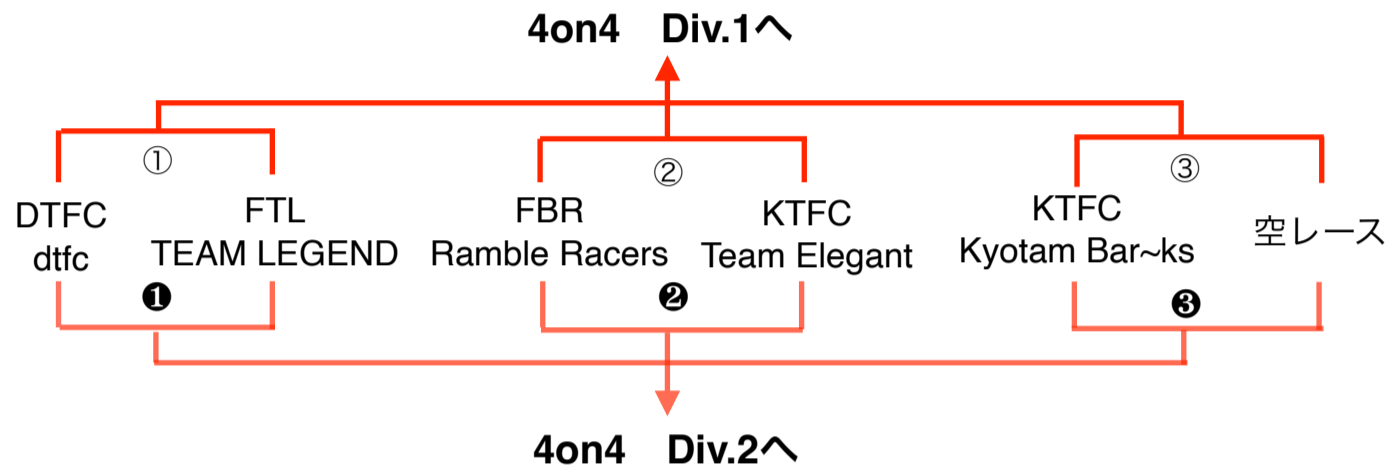 4on4　Div.1へ
①
②
③
DTFC
dtfc
FTL
TEAM LEGEND
FBR
Ramble Racers
KTFC
Team Elegant
KTFC
Kyotam Bar~ks
空レース
❶
❷
❸
4on4　Div.2へ